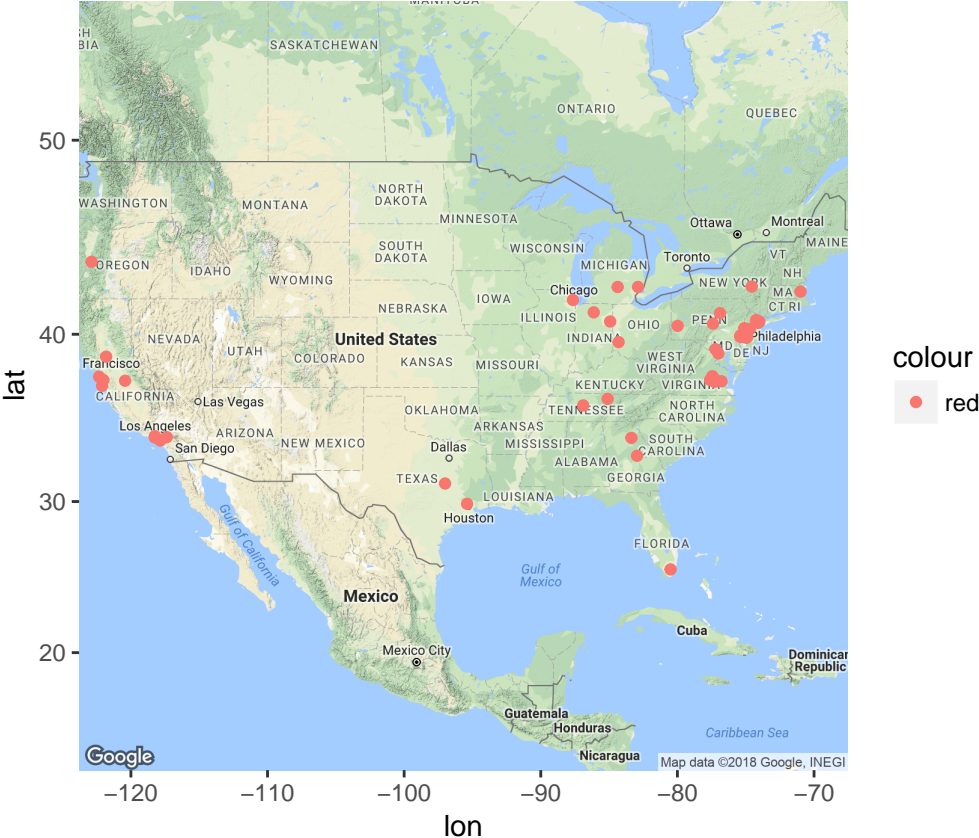 MANITOBA
SH
BIA
SASKATCHEWAN
ONTARIO
QUEBEC
50
WASHINGTON
MONTANA
NORTH
DAKOTA
MINNESOTA
Ottawa
Montreal
OREGON
IDAHO
SOUTH
DAKOTA
WISCONSIN
MICHIGAN
Toronto
VT
MAINE
WYOMING
NH
NEW YORK
MA
CT RI
Chicago
IOWA
NEBRASKA
ILLINOIS
OHIO
PENN
40
NEVADA
United States
INDIANA
Philadelphia
MD
DE NJ
UTAH
COLORADO
KANSAS
MISSOURI
WEST
VIRGINIA
Francisco
KENTUCKY
VIRGINIA
CALIFORNIA
Las Vegas
OKLAHOMA
TENNESSEE
NORTH
CAROLINA
Los Angeles
ARIZONA
NEW MEXICO
ARKANSAS
San Diego
Dallas
MISSISSIPPI
SOUTH
CAROLINA
ALABAMA
GEORGIA
TEXAS
30
LOUISIANA
Houston
Gulf of California
FLORIDA
Gulf of
Mexico
Mexico
Cuba
20
Mexico City
Dominican
Republic
Guatemala
Honduras
Caribbean Sea
Nicaragua
Google
Map data ©2018 Google, INEGI
−120
−110
−100
−90
−80
−70
lon
lat
colour
red